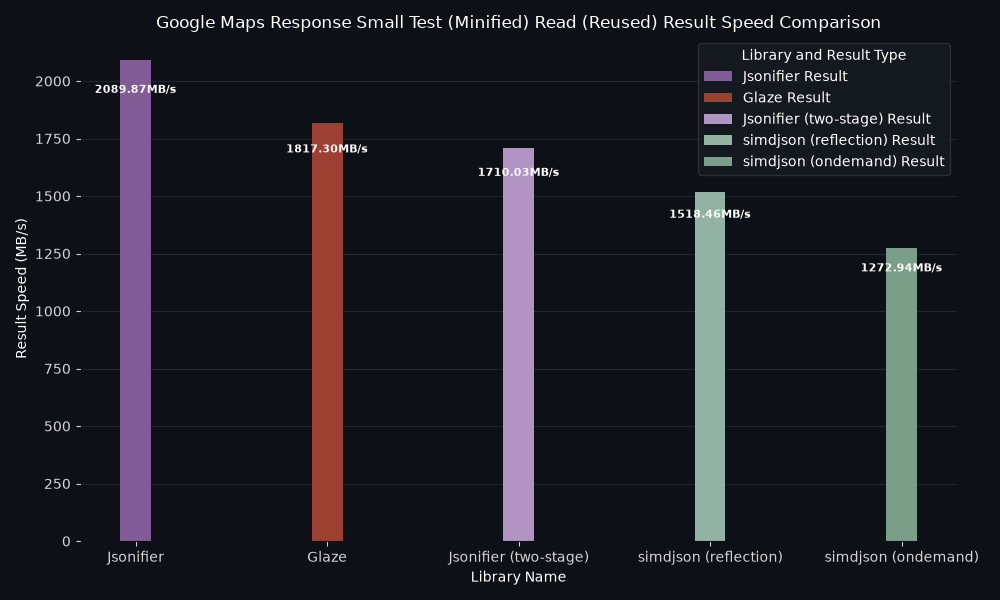 Google Maps Response Small Test (Minified) Read (Reused) Result Speed Comparison
Library and Result Type
Jsonifier Result
Glaze Result
Jsonifier (two-stage) Result
simdjson (reflection) Result
simdjson (ondemand) Result
2089.87MB/s
1817.30MB/s
1710.03MB/s
1518.46MB/s
1272.94MB/s
Result Speed (MB/s)
2000
1750
1500
1250
1000
750
500
250
0
Jsonifier
Glaze
Jsonifier (two-stage)
simdjson (reflection)
simdjson (ondemand)
Library Name